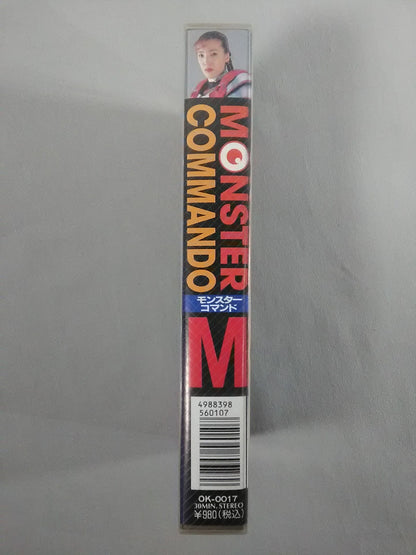 MONSTER
COMMANDO
モンスター
コマンド
M
4988398
560107
OK-0017
30MIN. STEREO
¥980(税込)